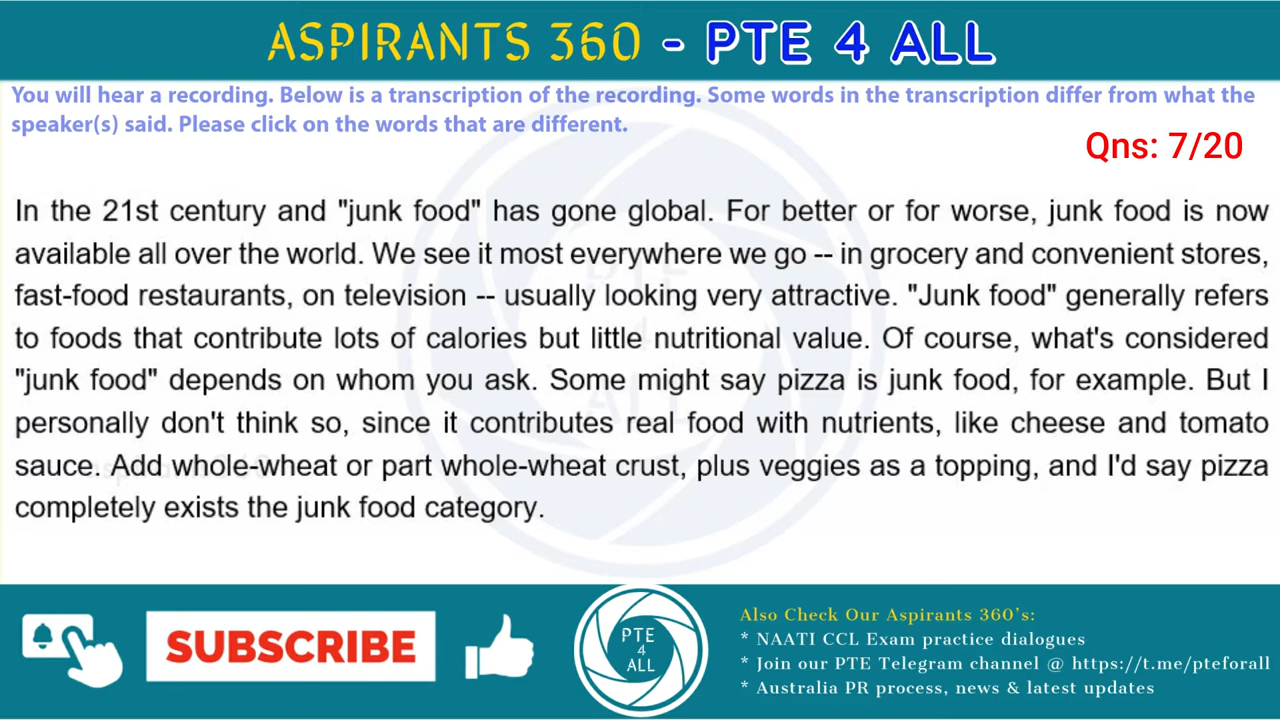 ASPIRANTS 360 - PTE 4 ALL
You will hear a recording. Below is a transcription of the recording. Some words in the transcription differ from what the
speaker(s) said. Please click on the words that are different.
Qns: 7/20
In the 21st century and "junk food" has gone global. For better or for worse, junk food is now
available all over the world. We see it most everywhere we go -- in grocery and convenient stores,
fast-food restaurants, on television -- usually looking very attractive. "Junk food" generally refers
to foods that contribute lots of calories but little nutritional value. Of course, what's considered
"junk food" depends on whom you ask. Some might say pizza is junk food, for example. But I
personally don't think so, since it contributes real food with nutrients, like cheese and tomato
sauce. Add whole-wheat or part whole-wheat crust, plus veggies as a topping, and I'd say pizza
completely exists the junk food category.
SUBSCRIBE
PTE
4
ALL
Also Check Our Aspirants 360's:
* NAATI CCL Exam practice dialogues
* Join our PTE Telegram channel @ https://t.me/pteforall
* Australia PR process, news & latest updates